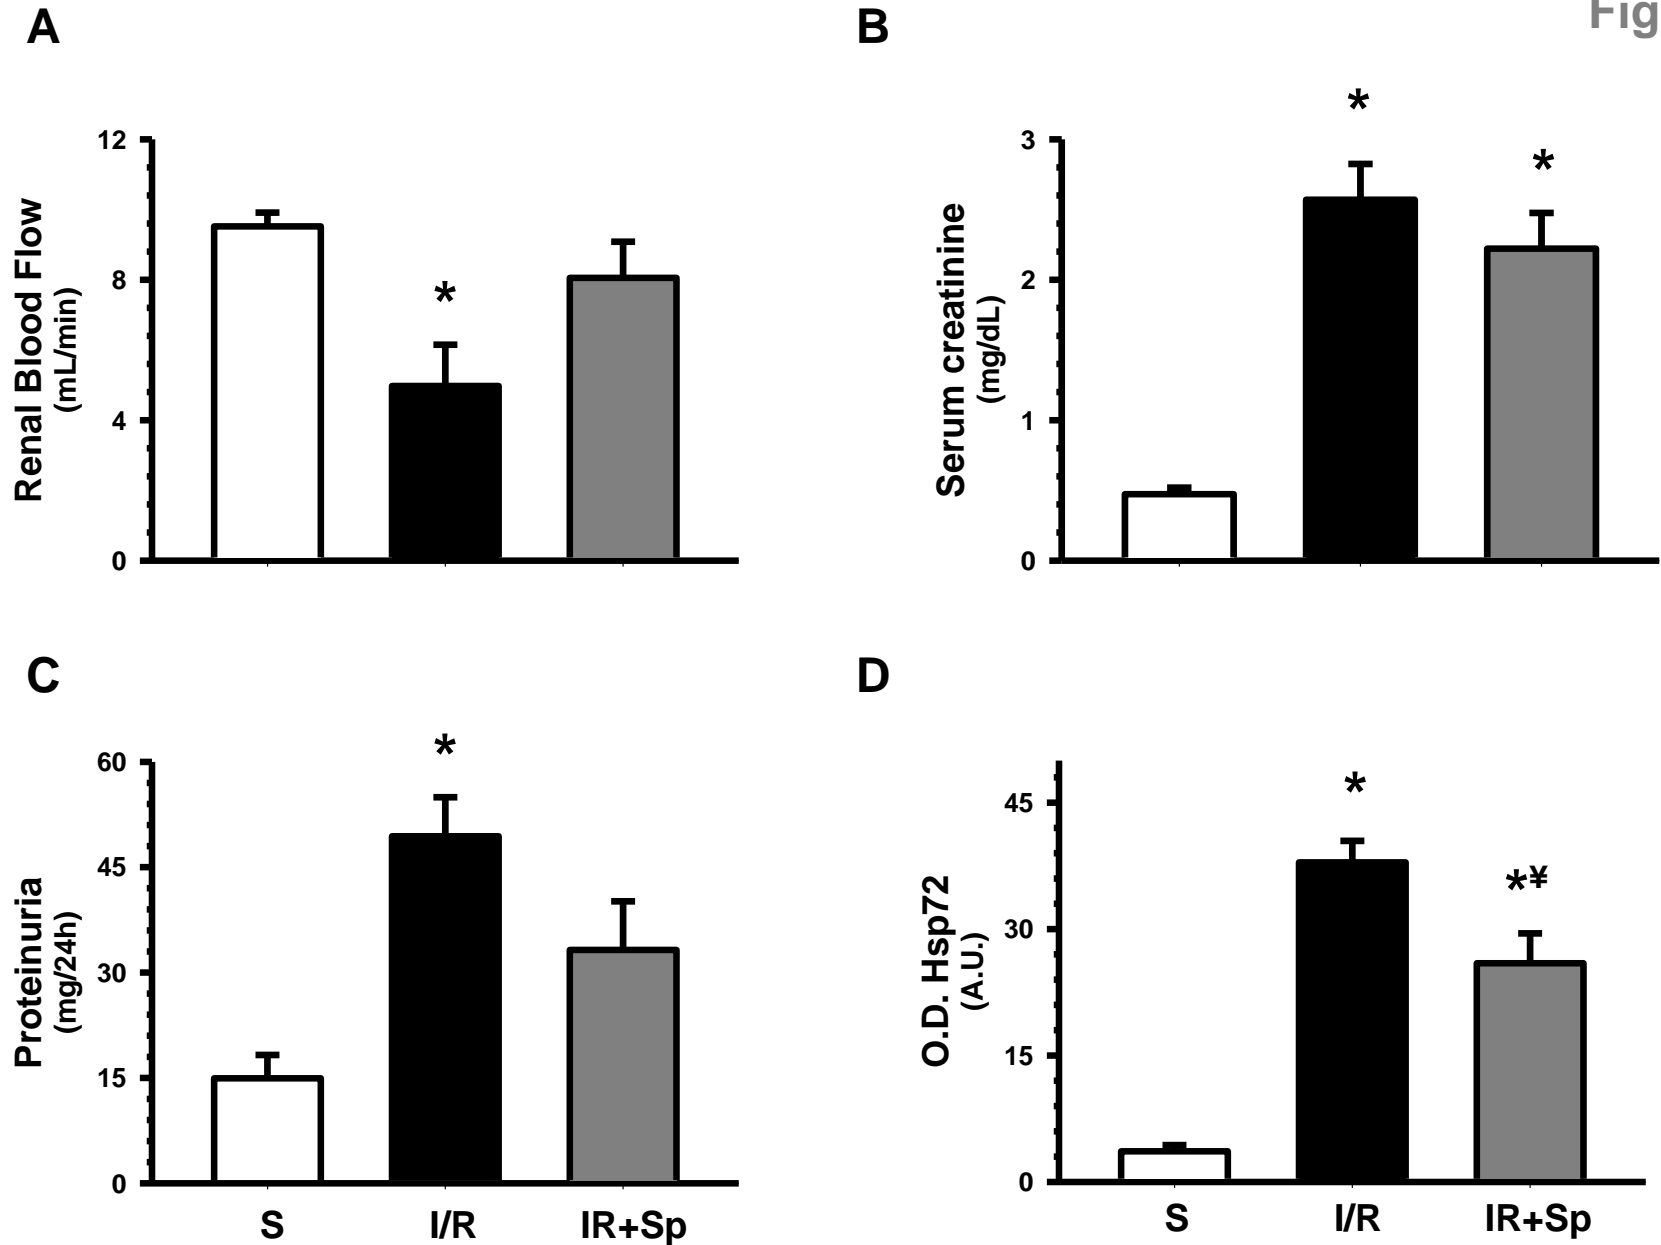 Fig
A
B
*
*
*
12
8
4
0
Renal Blood Flow
(mL/min)
3
2
1
0
Serum creatinine
(mg/dL)
C
D
*
*
*¥
60
45
30
15
0
Proteinuria
(mg/24h)
45
30
15
0
O.D. Hsp72
(A.U.)
S I/R IR+Sp
S I/R IR+Sp